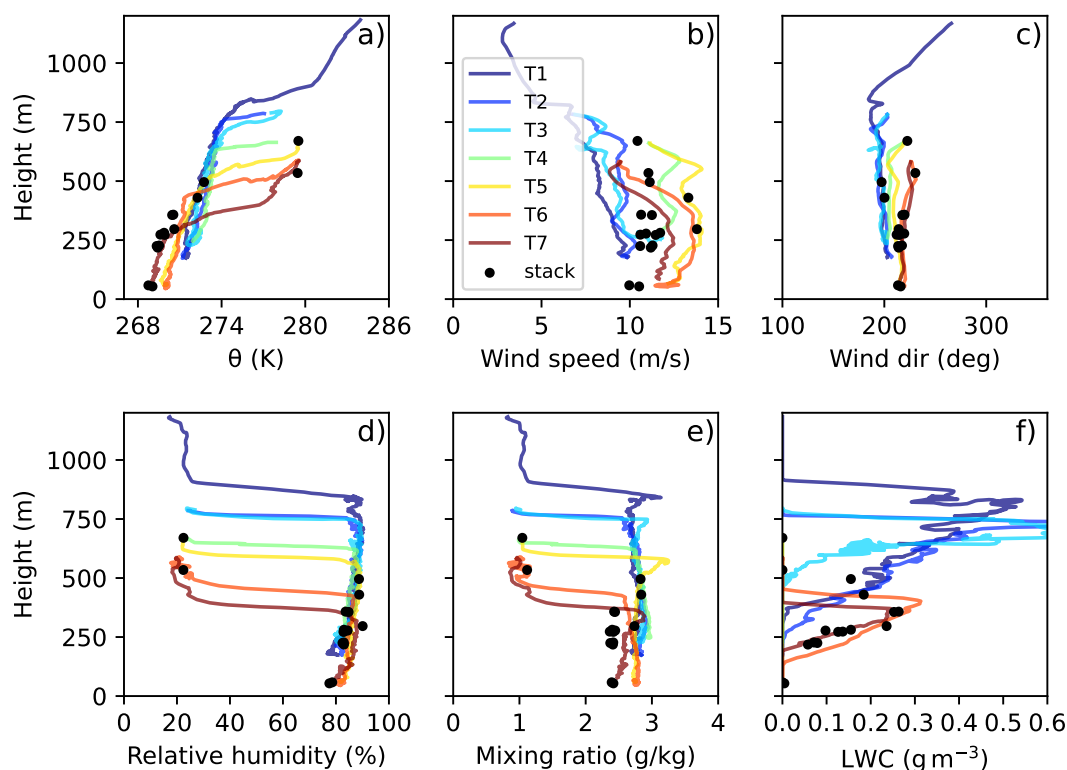 a)
b)
c)
Height (m)
1000
750
500
250
0
T1
T2
T3
T4
T5
T6
T7
stack
268 274 280 286
0 5 10 15
100 200 300
θ (K)
Wind speed (m/s)
Wind dir (deg)
d)
e)
f)
Height (m)
1000
750
500
250
0
0 20 40 60 80 100
0 1 2 3 4
0.0 0.1 0.2 0.3 0.4 0.5 0.6
Relative humidity (%)
Mixing ratio (g/kg)
LWC (g m⁻³)